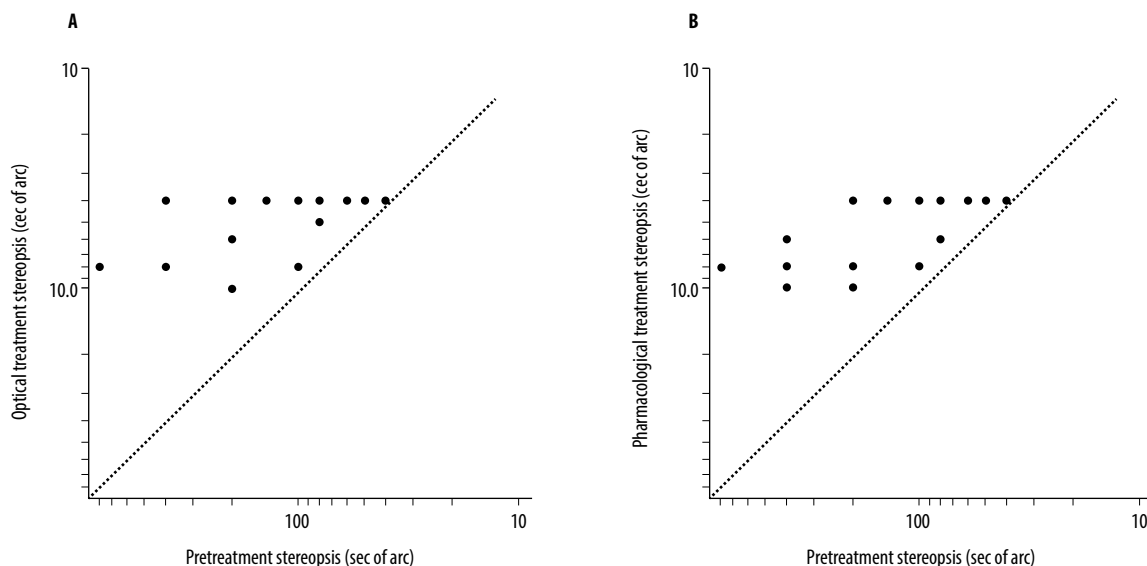 A
10
10.0
Optical treatment stereopsis (cec of arc)
100
10
Pretreatment stereopsis (sec of arc)
B
10
10.0
Pharmacological treatment stereopsis (cec of arc)
100
10
Pretreatment stereopsis (sec of arc)